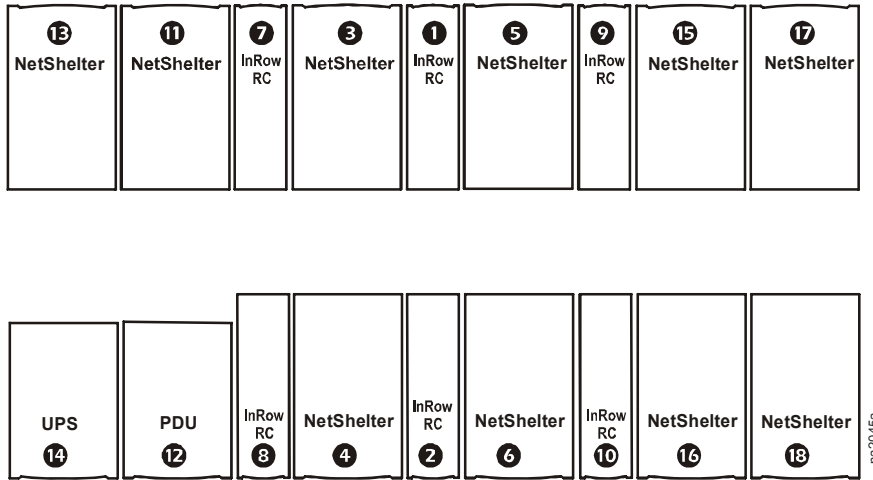 13 11 7 3 1 5 9 15 17
NetShelter NetShelter InRow RC NetShelter InRow RC NetShelter InRow RC NetShelter NetShelter
UPS PDU InRow RC NetShelter InRow RC NetShelter InRow RC NetShelter NetShelter
14 12 8 4 2 6 10 16 18